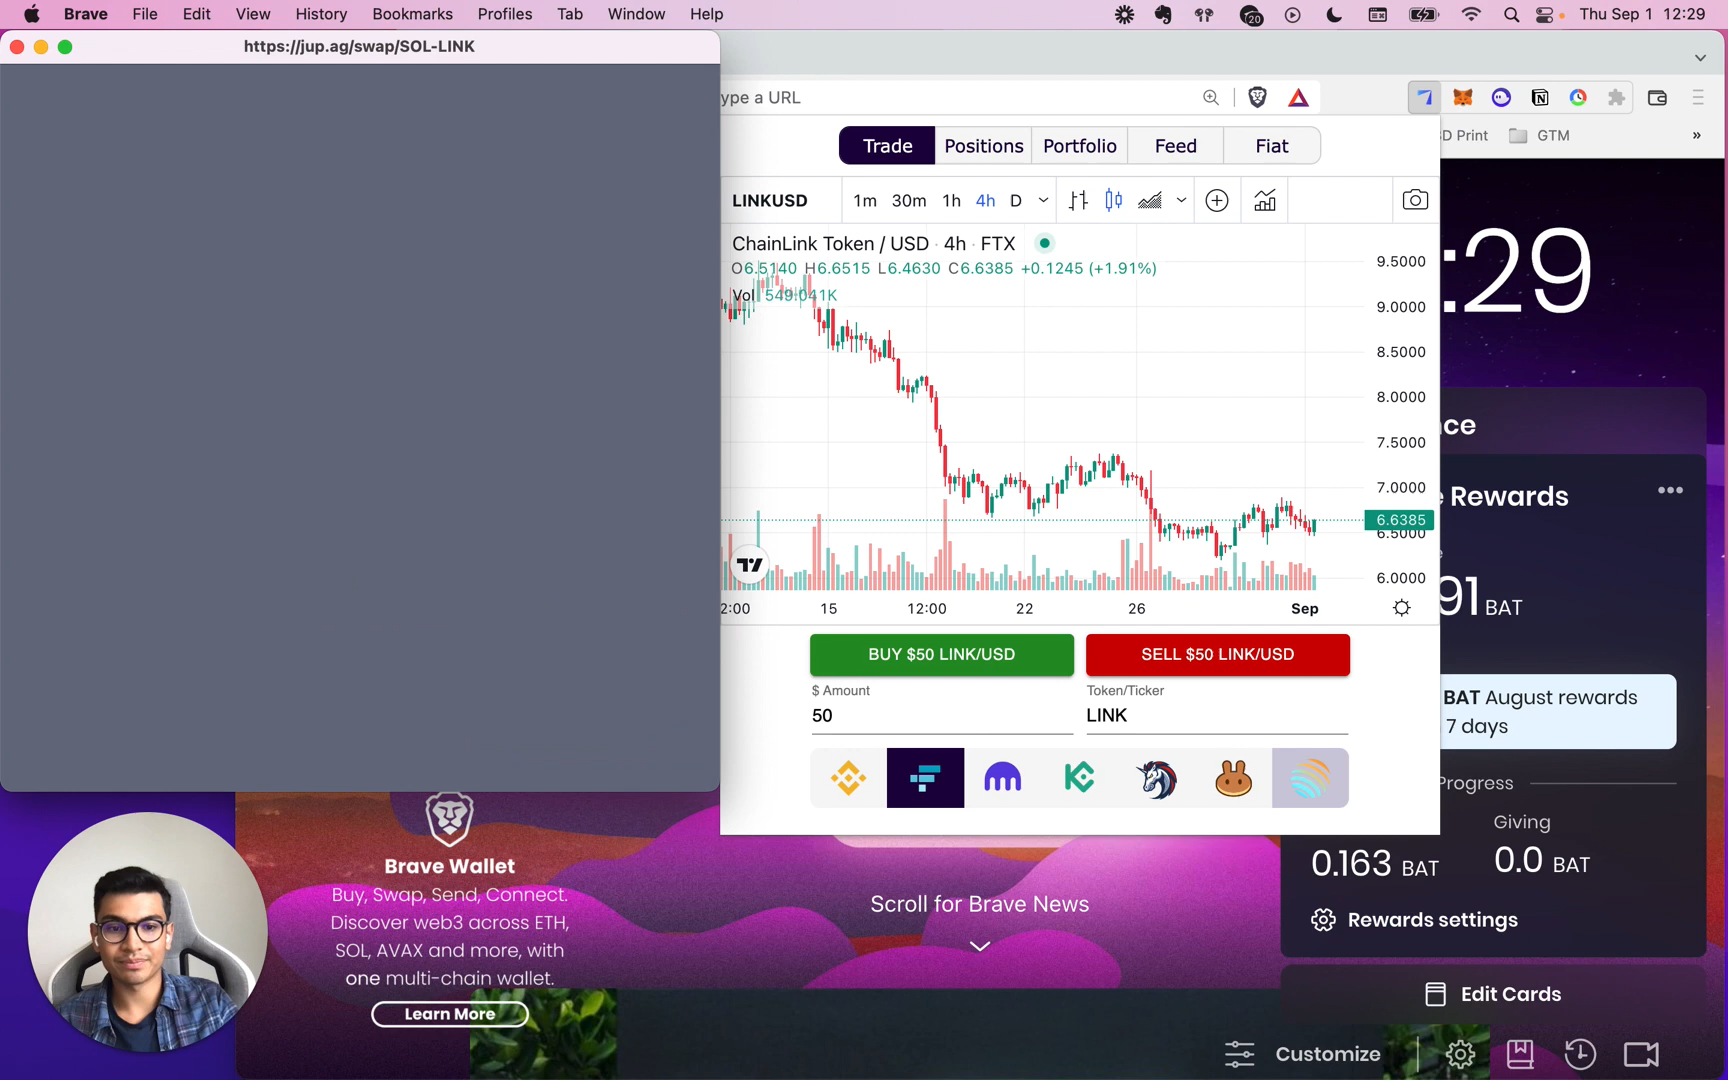 Brave File Edit View History Bookmarks Profiles Tab Window Help
20
Thu Sep 1 12:29
https://jup.ag/swap/SOL-LINK
ype a URL
D Print GTM »
Trade Positions Portfolio Feed Fiat
LINKUSD 1m 30m 1h 4h D
ChainLink Token / USD · 4h · FTX
O6.5140 H6.6515 L6.4630 C6.6385 +0.1245 (+1.91%)
Vol 549.041K
9.5000
9.0000
8.5000
8.0000
7.5000
7.0000
6.6385
6.5000
6.0000
2:00 15 12:00 22 26 Sep
BUY $50 LINK/USD SELL $50 LINK/USD
$ Amount Token/Ticker
50 LINK
:29
nce
Rewards
91 BAT
BAT August rewards
7 days
Progress
Giving
0.163 BAT 0.0 BAT
Rewards settings
Edit Cards
Brave Wallet
Buy, Swap, Send, Connect.
Discover web3 across ETH,
SOL, AVAX and more, with
one multi-chain wallet.
Learn More
Scroll for Brave News
Customize